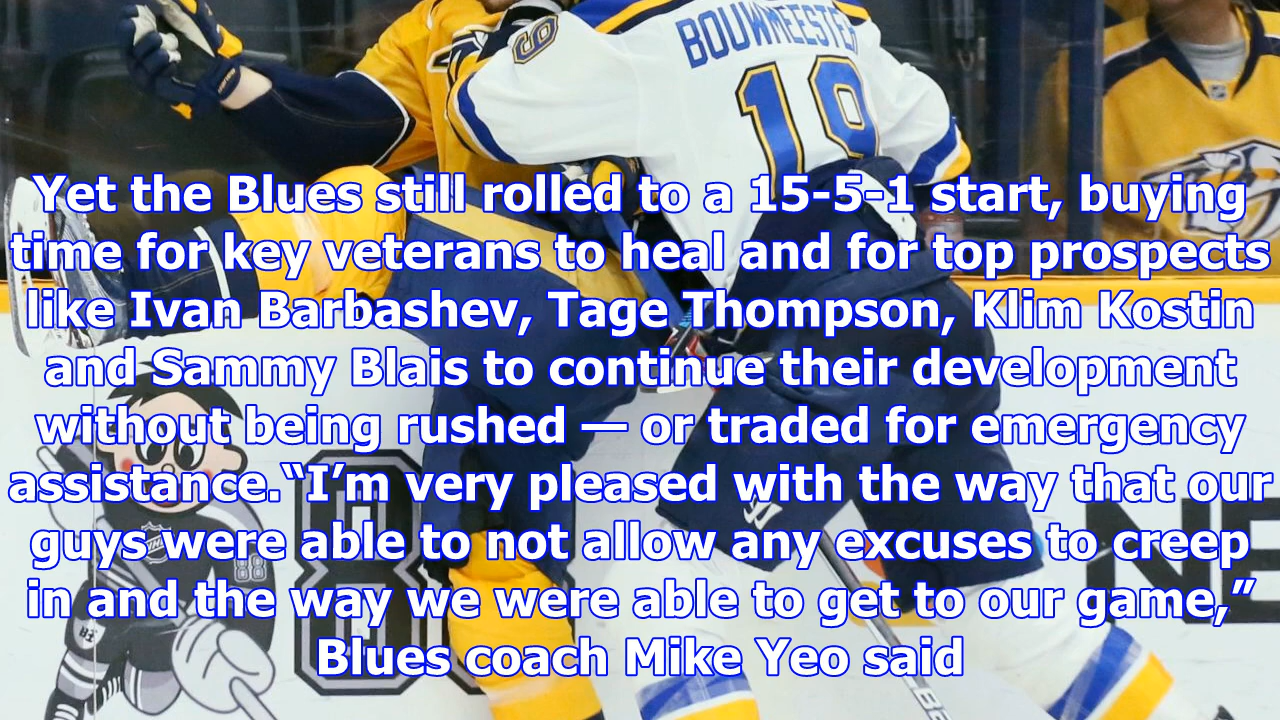 BOUWMEESTER
19
19
Yet the Blues still rolled to a 15-5-1 start, buying
time for key veterans to heal and for top prospects
like Ivan Barbashev, Tage Thompson, Klim Kostin
and Sammy Blais to continue their development
without being rushed — or traded for emergency
assistance.“I’m very pleased with the way that our
guys were able to not allow any excuses to creep
in and the way we were able to get to our game,”
Blues coach Mike Yeo said
NHL
88
NE